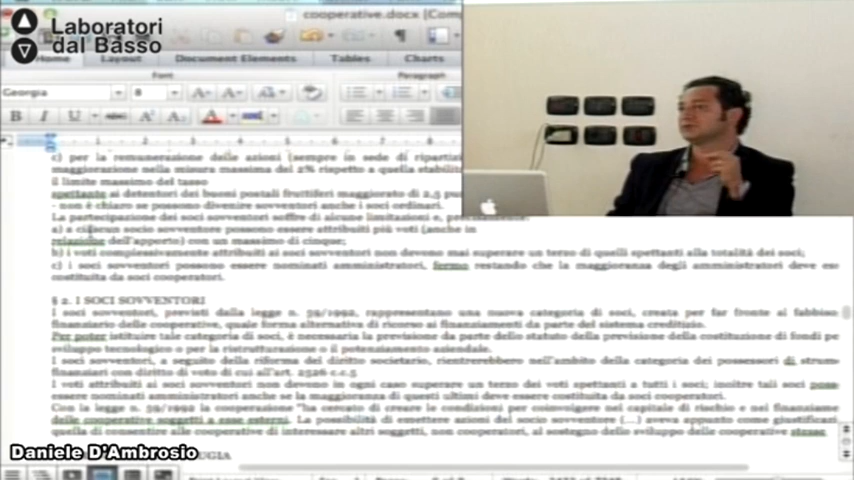 Laboratori
dal Basso
cooperative.docx [Comp
Home Layout Document Elements Tables Charts
Font Paragraph
Georgia 8
B I U ABC A A A
2 3 4 5 6 7 8
c) per la remunerazione delle azioni (sempre in sede di ripartizi
maggiorazione nella misura massima del 2% rispetto a quella stabilit
il limite massimo del tasso
spettante ai detentori dei buoni postali fruttiferi maggiorato di 2,5 pu
- non è chiaro se possono divenire sovventori anche i soci ordinari.
La partecipazione dei soci sovventori soffre di alcune limitazioni e, precisamente:
a) a ciascun socio sovventore possono essere attribuiti più voti (anche in
relazione dell'apporto) con un massimo di cinque;
b) i voti complessivamente attribuiti ai soci sovventori non devono mai superare un terzo di quelli spettanti alla totalità dei soci;
c) i soci sovventori possono essere nominati amministratori, fermo restando che la maggioranza degli amministratori deve ess
costituita da soci cooperatori.
§ 2. I SOCI SOVVENTORI
I soci sovventori, previsti dalla legge n. 59/1992, rappresentano una nuova categoria di soci, creata per far fronte al fabbiso
finanziario delle cooperative, quale forma alternativa di ricorso ai finanziamenti da parte del sistema creditizio.
Per poter istituire tale categoria di soci, è necessaria la previsione da parte dello statuto della previsione della costituzione di fondi pe
sviluppo tecnologico o per la ristrutturazione o il potenziamento aziendale.
I soci sovventori, a seguito della riforma del diritto societario, rientrerebbero nell'ambito della categoria dei possessori di strum
finanziari con diritto di voto di cui all'art. 2526 c.c.5
I voti attribuiti ai soci sovventori non devono in ogni caso superare un terzo dei voti spettanti a tutti i soci; inoltre tali soci poss
essere nominati amministratori anche se la maggioranza di questi ultimi deve essere costituita da soci cooperatori.
Con la legge n. 59/1992 la cooperazione "ha cercato di creare le condizioni per coinvolgere nel capitale di rischio e nel finanziame
delle cooperative soggetti a esse esterni. La possibilità di emettere azioni del socio sovventore (...) aveva appunto come giustificazi
quella di consentire alle cooperative di interessare altri soggetti, non cooperatori, al sostegno dello sviluppo delle cooperative stesse
Daniele D'Ambrosio